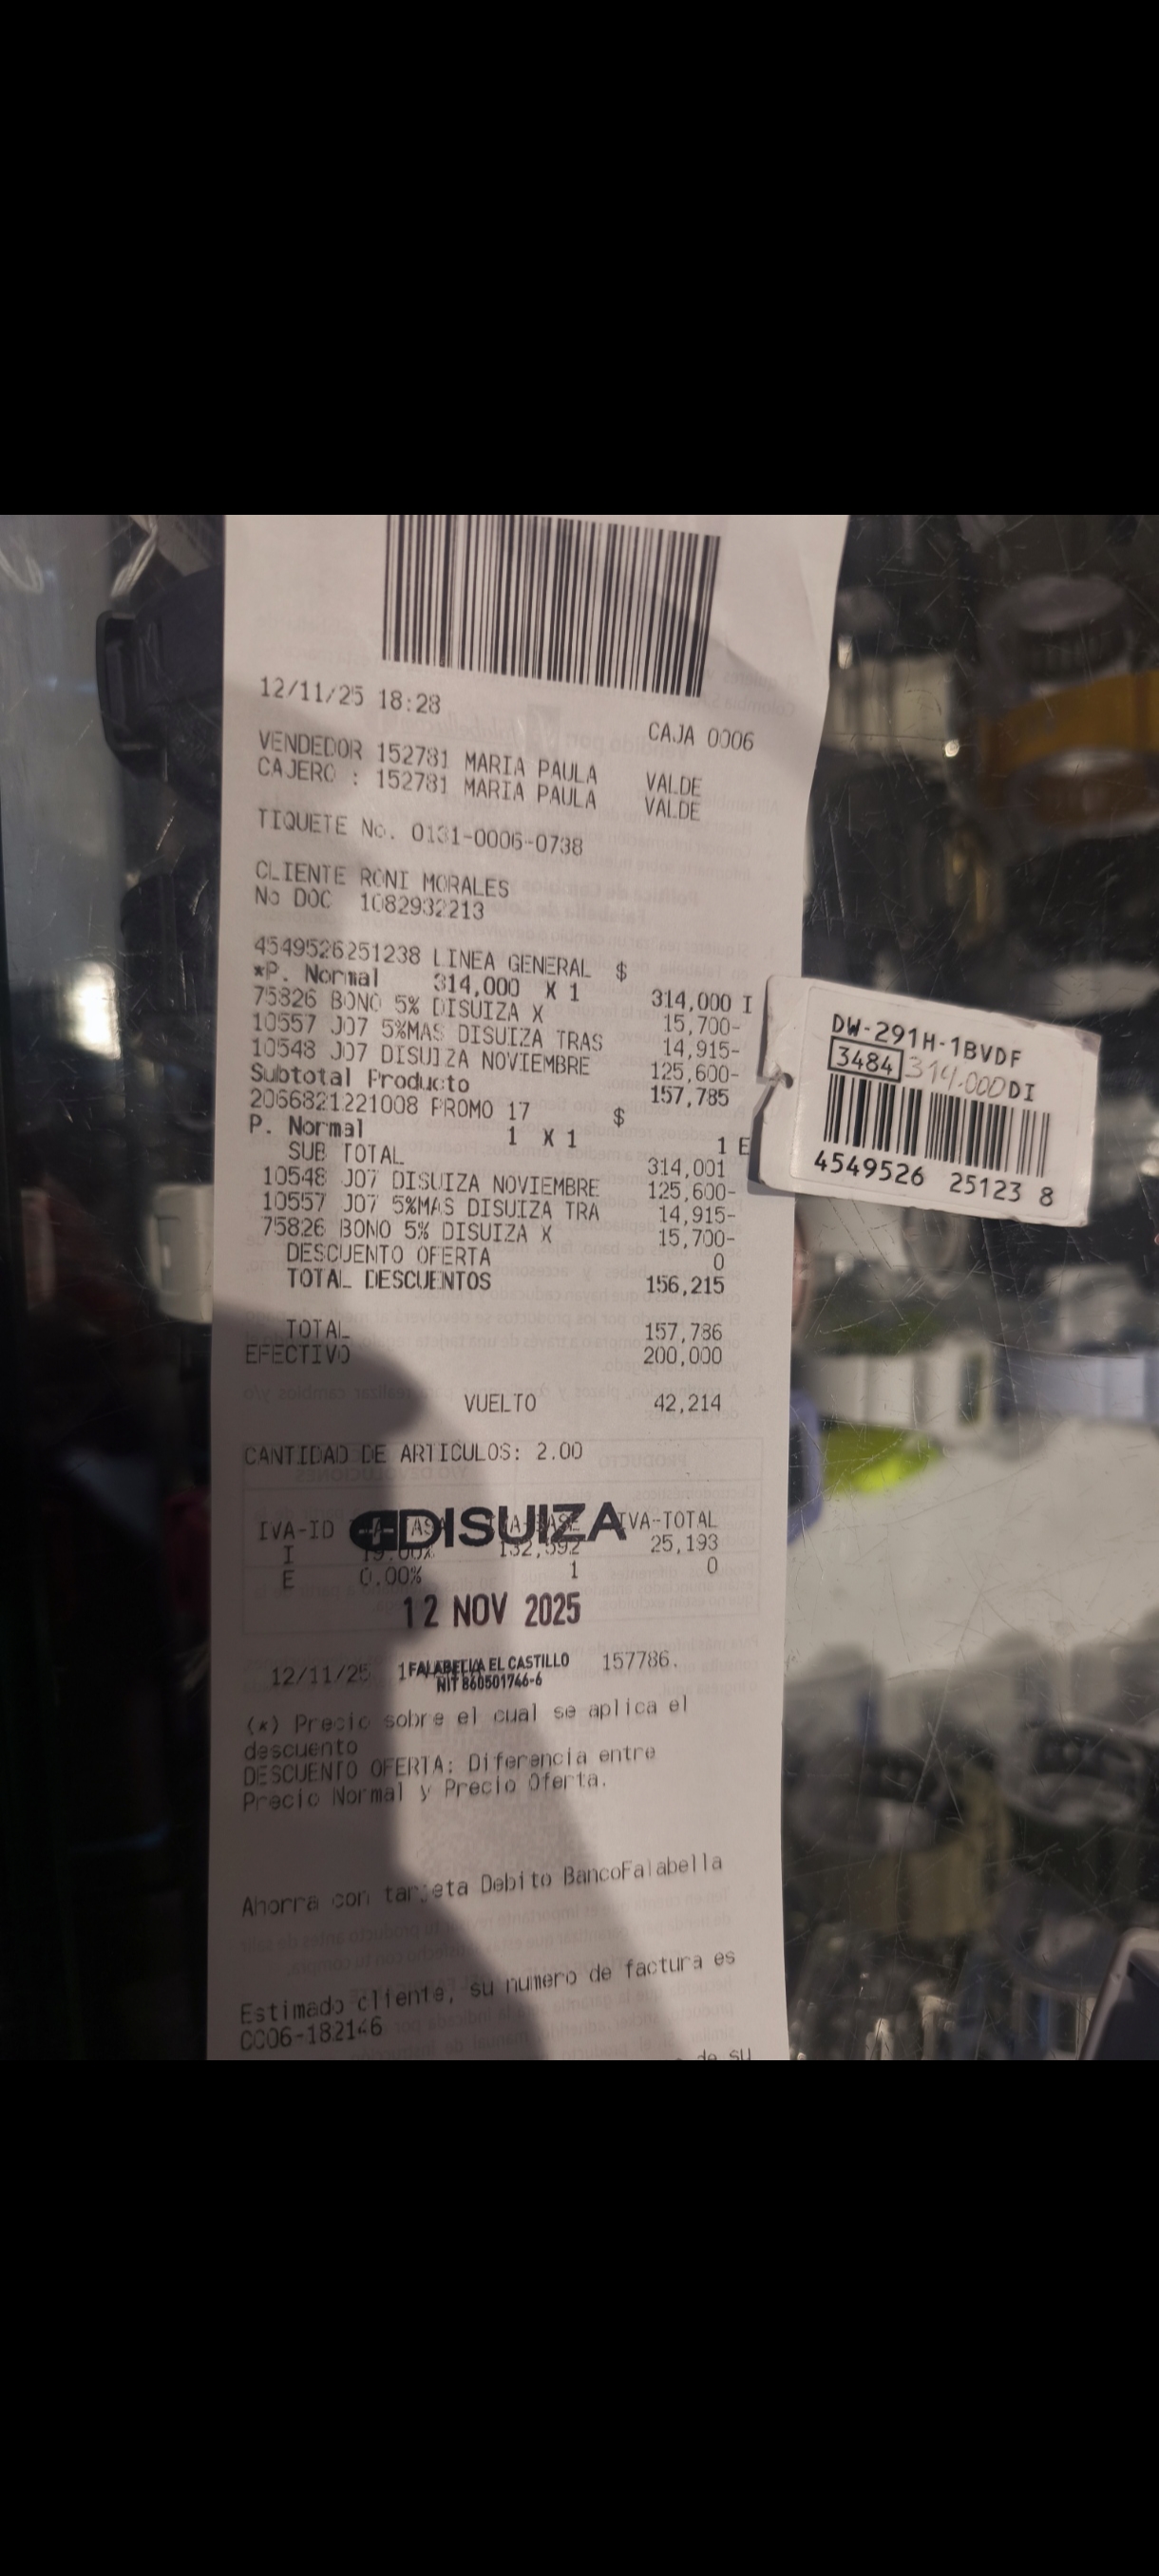 12/11/25 18:28
CAJA 0006
VENDEDOR 152781 MARIA PAULA VALDE
CAJERO : 152781 MARIA PAULA VALDE
TIQUETE No. 0131-0006-0738
CLIENTE RONI MORALES
No DOC 1082932213
4549526251238 LINEA GENERAL $
*P. Normal 314,000 X 1 314,000 I
75826 BONO 5% DISUIZA X 15,700-
10557 J07 5%MAS DISUIZA TRAS 14,915-
10548 J07 DISUIZA NOVIEMBRE 125,600-
Subtotal Producto 157,785
2066821221008 PROMO 17 $
P. Normal 1 X 1 1 E
SUB TOTAL 314,001
10548 J07 DISUIZA NOVIEMBRE 125,600-
10557 J07 5%MAS DISUIZA TRA 14,915-
75826 BONO 5% DISUIZA X 15,700-
DESCUENTO OFERTA 0
TOTAL DESCUENTOS 156,215
TOTAL 157,786
EFECTIVO 200,000
VUELTO 42,214
CANTIDAD DE ARTICULOS: 2.00
DISUIZA
IVA-ID IVA-TOTAL
I 19.00% 132,592 25,193
E 0.00% 1 0
12 NOV 2025
FALABELLA EL CASTILLO
NIT 860501746-6
12/11/25 157786.
(*) Precio sobre el cual se aplica el
descuento
DESCUENTO OFERTA: Diferencia entre
Precio Normal y Precio Oferta.
Ahorra con tarjeta Debito BancoFalabella
Estimado cliente, su numero de factura es
CC06-182146
de su
DW-291H-1BVDF
3484 314.000 DI
4549526 25123 8